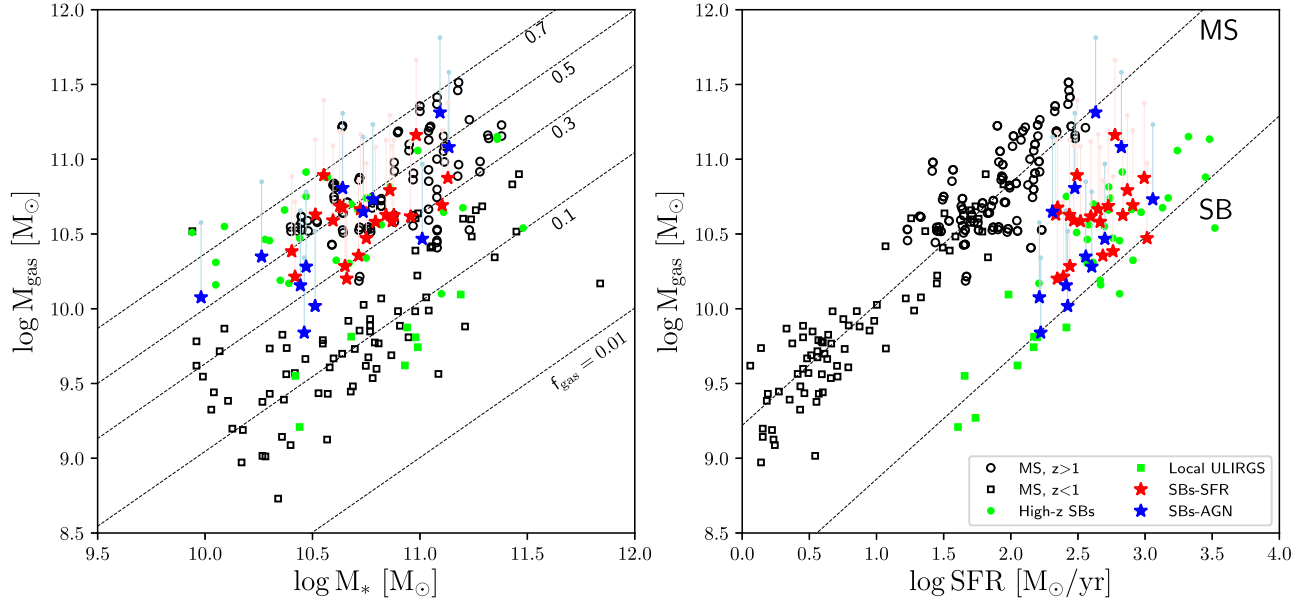 12.0
11.5
11.0
10.5
10.0
9.5
9.0
8.5
log M_gas [M_⊙]
9.5 10.0 10.5 11.0 11.5 12.0
log M_* [M_⊙]
0.7
0.5
0.3
0.1
f_gas = 0.01
12.0
11.5
11.0
10.5
10.0
9.5
9.0
8.5
log M_gas [M_⊙]
0.0 0.5 1.0 1.5 2.0 2.5 3.0 3.5 4.0
log SFR [M_⊙/yr]
MS
SB
MS, z>1
MS, z<1
High-z SBs
Local ULIRGS
SBs-SFR
SBs-AGN